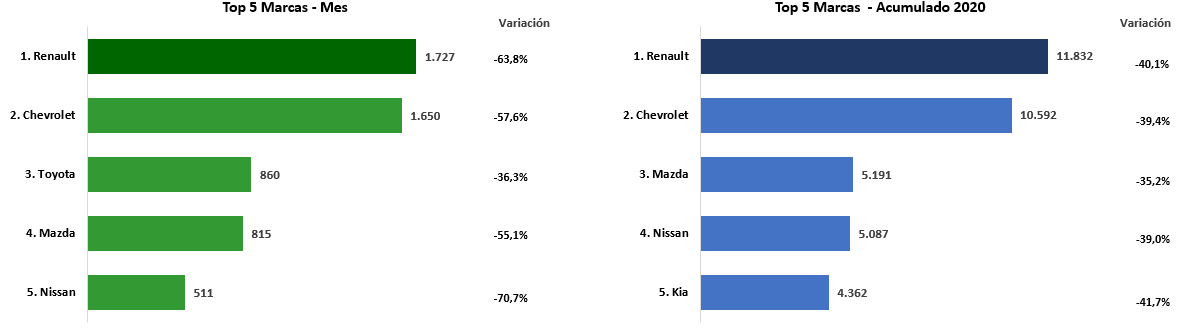 Top 5 Marcas - Mes
Variación
1. Renault 1.727 -63,8%
2. Chevrolet 1.650 -57,6%
3. Toyota 860 -36,3%
4. Mazda 815 -55,1%
5. Nissan 511 -70,7%
Top 5 Marcas - Acumulado 2020
Variación
1. Renault 11.832 -40,1%
2. Chevrolet 10.592 -39,4%
3. Mazda 5.191 -35,2%
4. Nissan 5.087 -39,0%
5. Kia 4.362 -41,7%